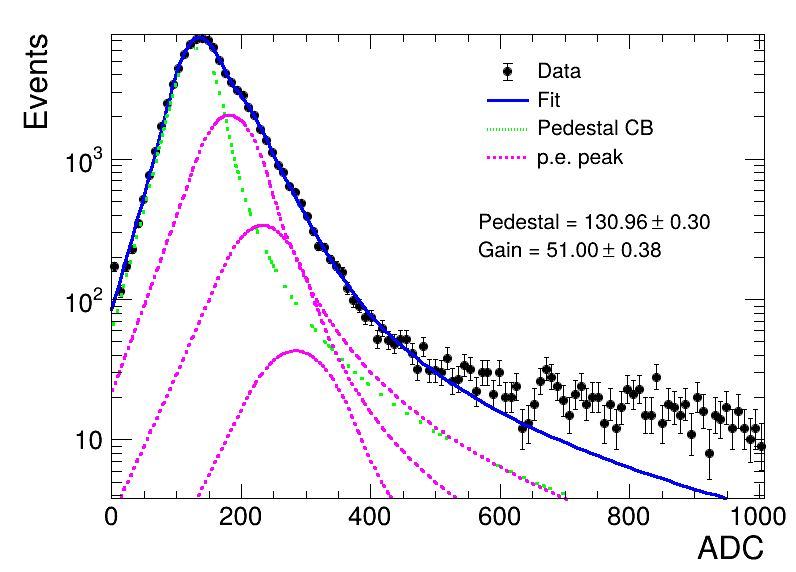 Events
Data
Fit
Pedestal CB
p.e. peak
Pedestal = 130.96 ± 0.30
Gain = 51.00 ± 0.38
10³
10²
10
0 200 400 600 800 1000
ADC